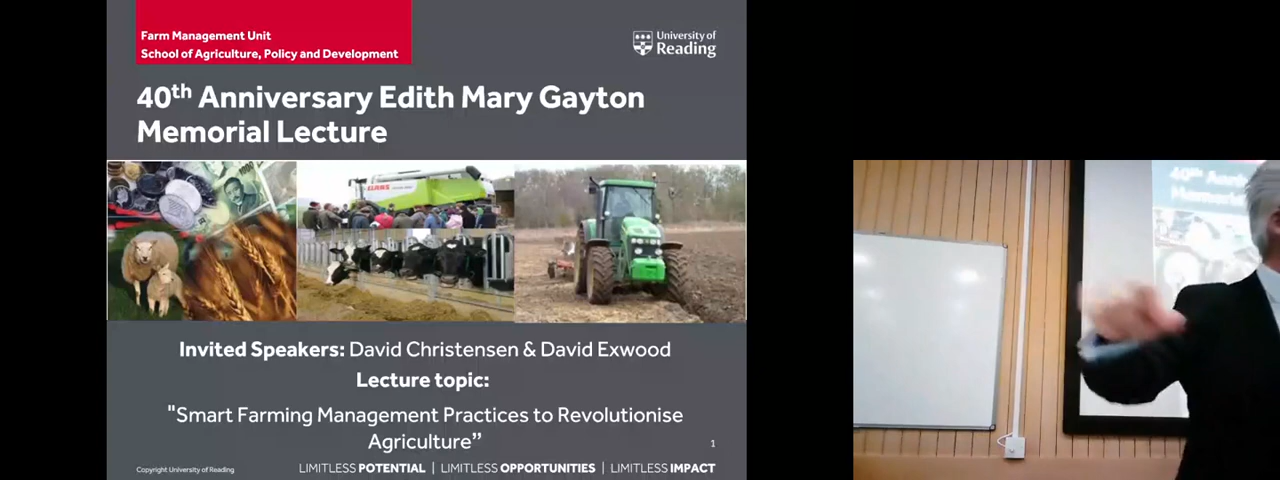 Farm Management Unit
School of Agriculture, Policy and Development
University of
Reading
40th Anniversary Edith Mary Gayton
Memorial Lecture
CLAAS
Invited Speakers: David Christensen & David Exwood
Lecture topic:
"Smart Farming Management Practices to Revolutionise
Agriculture”
1
Copyright University of Reading
LIMITLESS POTENTIAL | LIMITLESS OPPORTUNITIES | LIMITLESS IMPACT